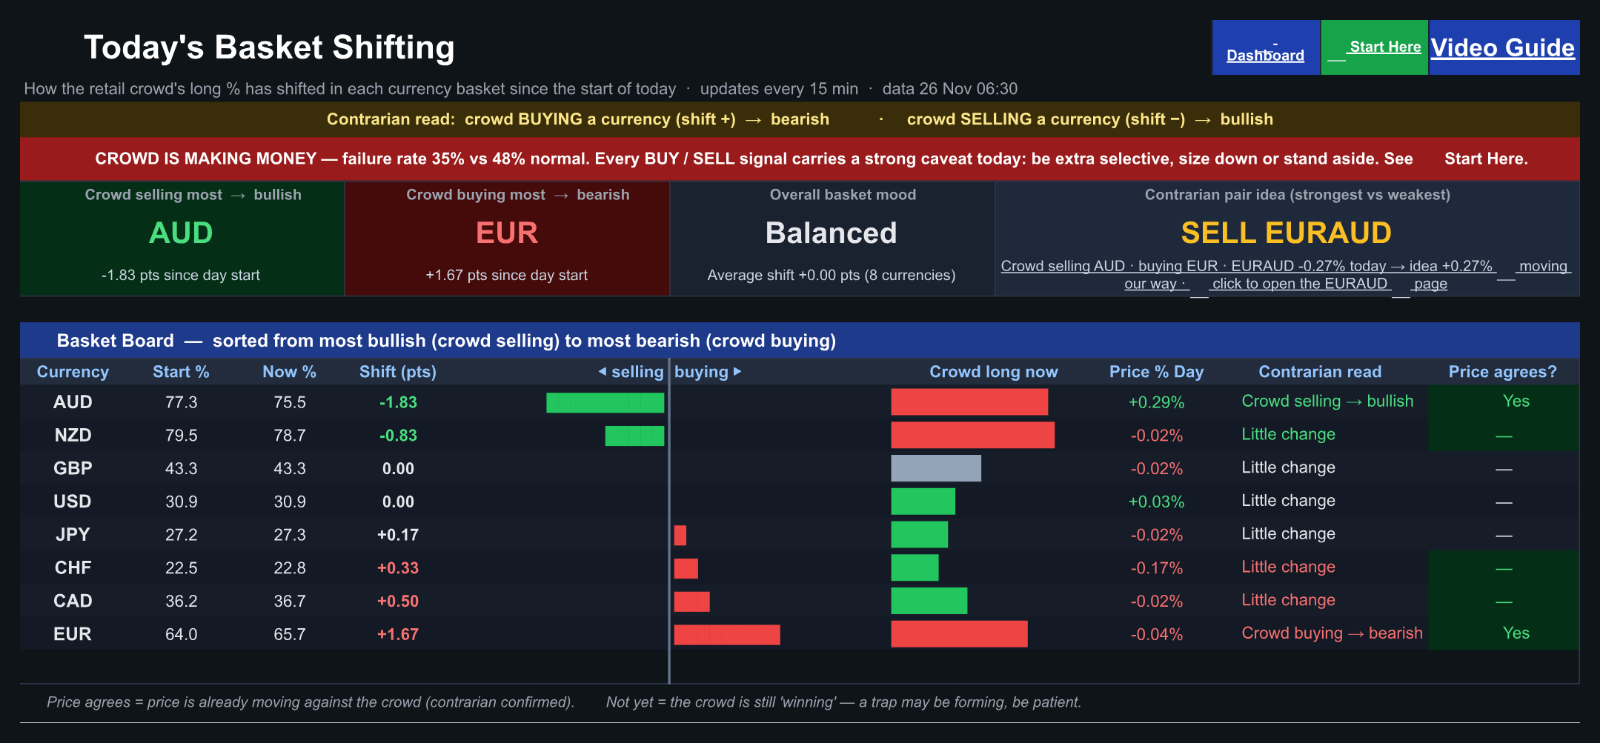 Today's Basket Shifting
Dashboard
Start Here
Video Guide
How the retail crowd's long % has shifted in each currency basket since the start of today · updates every 15 min · data 26 Nov 06:30
Contrarian read: crowd BUYING a currency (shift +) → bearish · crowd SELLING a currency (shift −) → bullish
CROWD IS MAKING MONEY — failure rate 35% vs 48% normal. Every BUY / SELL signal carries a strong caveat today: be extra selective, size down or stand aside. See Start Here.
Crowd selling most → bullish
AUD
-1.83 pts since day start
Crowd buying most → bearish
EUR
+1.67 pts since day start
Overall basket mood
Balanced
Average shift +0.00 pts (8 currencies)
Contrarian pair idea (strongest vs weakest)
SELL EURAUD
Crowd selling AUD · buying EUR · EURAUD -0.27% today → idea +0.27% moving
our way · click to open the EURAUD page
Basket Board — sorted from most bullish (crowd selling) to most bearish (crowd buying)
Currency Start % Now % Shift (pts) ◂ selling buying ▸ Crowd long now Price % Day Contrarian read Price agrees?
AUD 77.3 75.5 -1.83 +0.29% Crowd selling → bullish Yes
NZD 79.5 78.7 -0.83 -0.02% Little change —
GBP 43.3 43.3 0.00 -0.02% Little change —
USD 30.9 30.9 0.00 +0.03% Little change —
JPY 27.2 27.3 +0.17 -0.02% Little change —
CHF 22.5 22.8 +0.33 -0.17% Little change —
CAD 36.2 36.7 +0.50 -0.02% Little change —
EUR 64.0 65.7 +1.67 -0.04% Crowd buying → bearish Yes
Price agrees = price is already moving against the crowd (contrarian confirmed). Not yet = the crowd is still 'winning' — a trap may be forming, be patient.